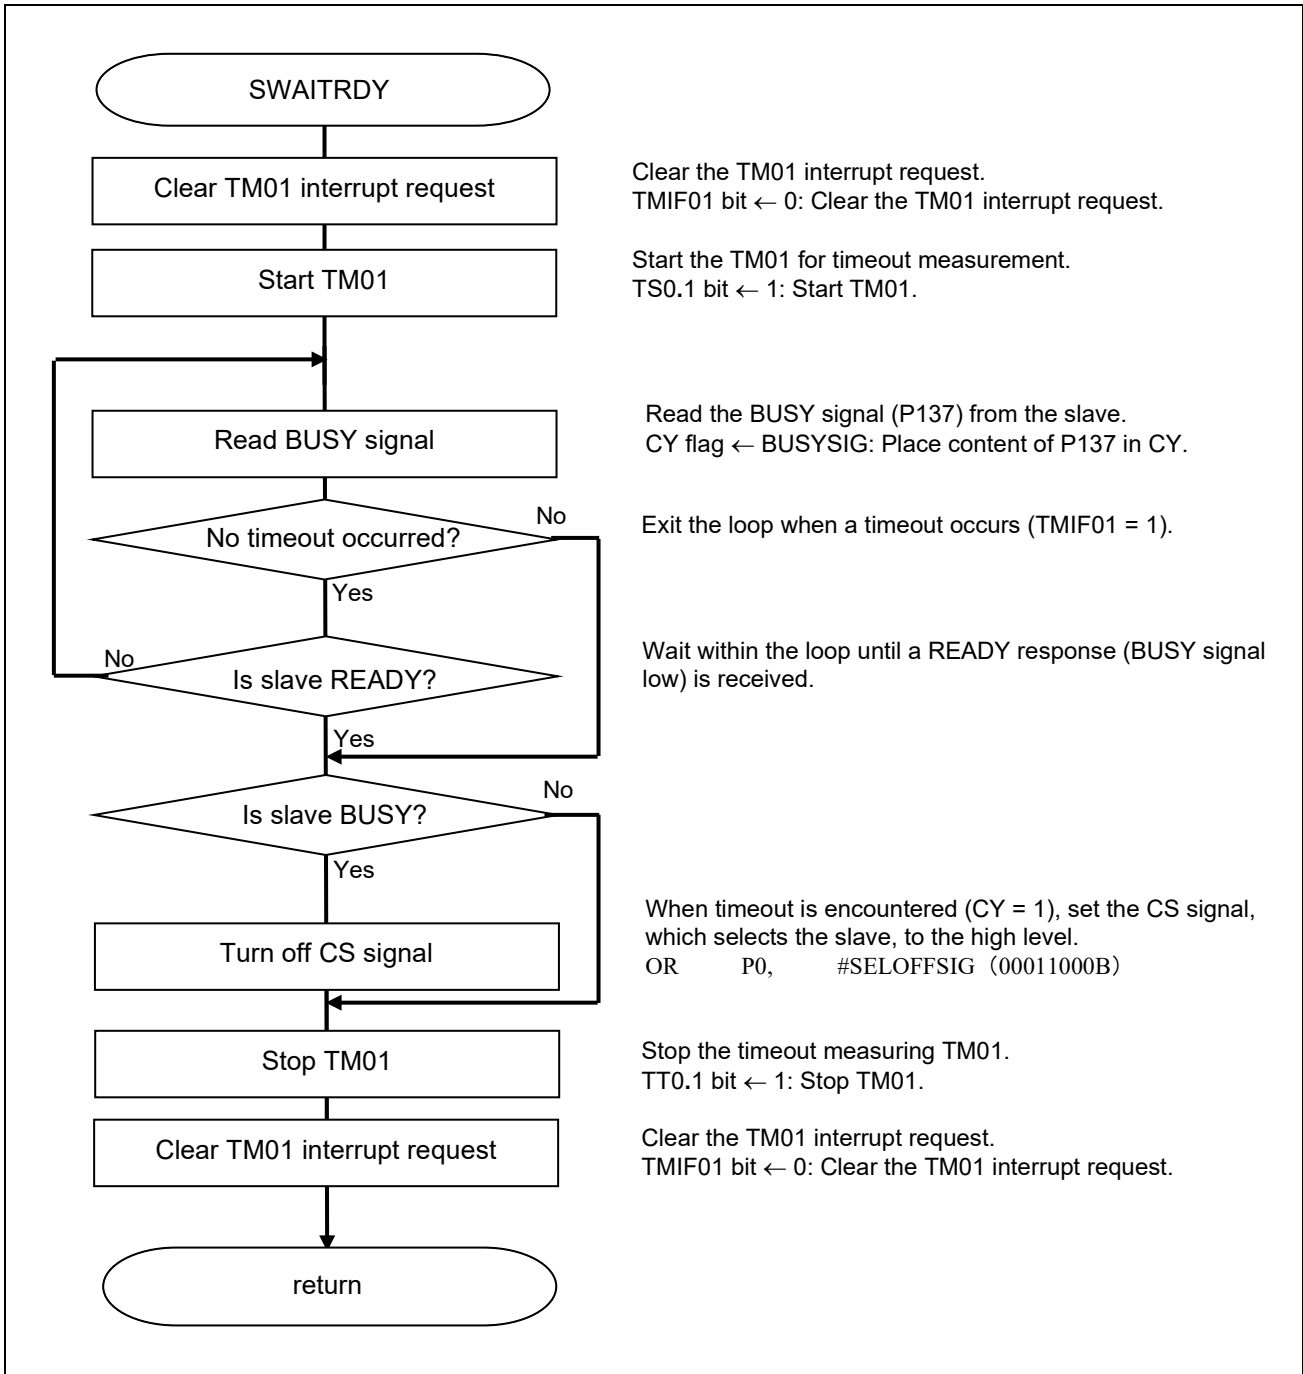 SWAITRDY
Clear TM01 interrupt request
Clear the TM01 interrupt request.
TMIF01 bit ← 0: Clear the TM01 interrupt request.
Start TM01
Start the TM01 for timeout measurement.
TS0.1 bit ← 1: Start TM01.
Read BUSY signal
Read the BUSY signal (P137) from the slave.
CY flag ← BUSYSIG: Place content of P137 in CY.
No timeout occurred?
No
Exit the loop when a timeout occurs (TMIF01 = 1).
Yes
No
Is slave READY?
Wait within the loop until a READY response (BUSY signal
low) is received.
Yes
Is slave BUSY?
No
Yes
Turn off CS signal
When timeout is encountered (CY = 1), set the CS signal,
which selects the slave, to the high level.
OR P0, #SELOFFSIG（00011000B）
Stop TM01
Stop the timeout measuring TM01.
TT0.1 bit ← 1: Stop TM01.
Clear TM01 interrupt request
Clear the TM01 interrupt request.
TMIF01 bit ← 0: Clear the TM01 interrupt request.
return